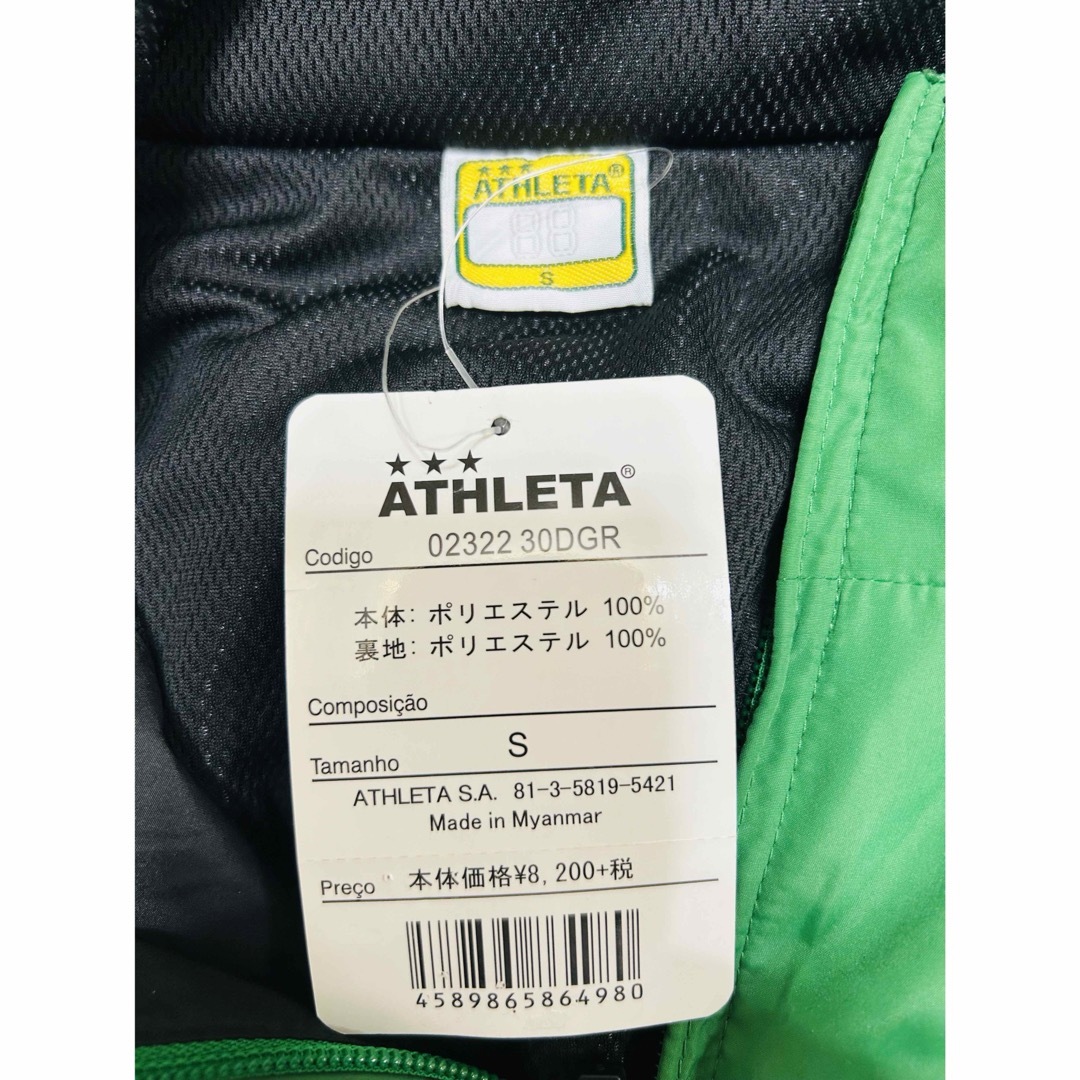 ★★★
ATHLETA®
88
S
★★★
ATHLETA®
Codigo 02322 30DGR
本体: ポリエステル 100%
裏地: ポリエステル 100%
Composição
Tamanho S
ATHLETA S.A. 81-3-5819-5421
Made in Myanmar
Preço 本体価格¥8,200+税
4589865864980